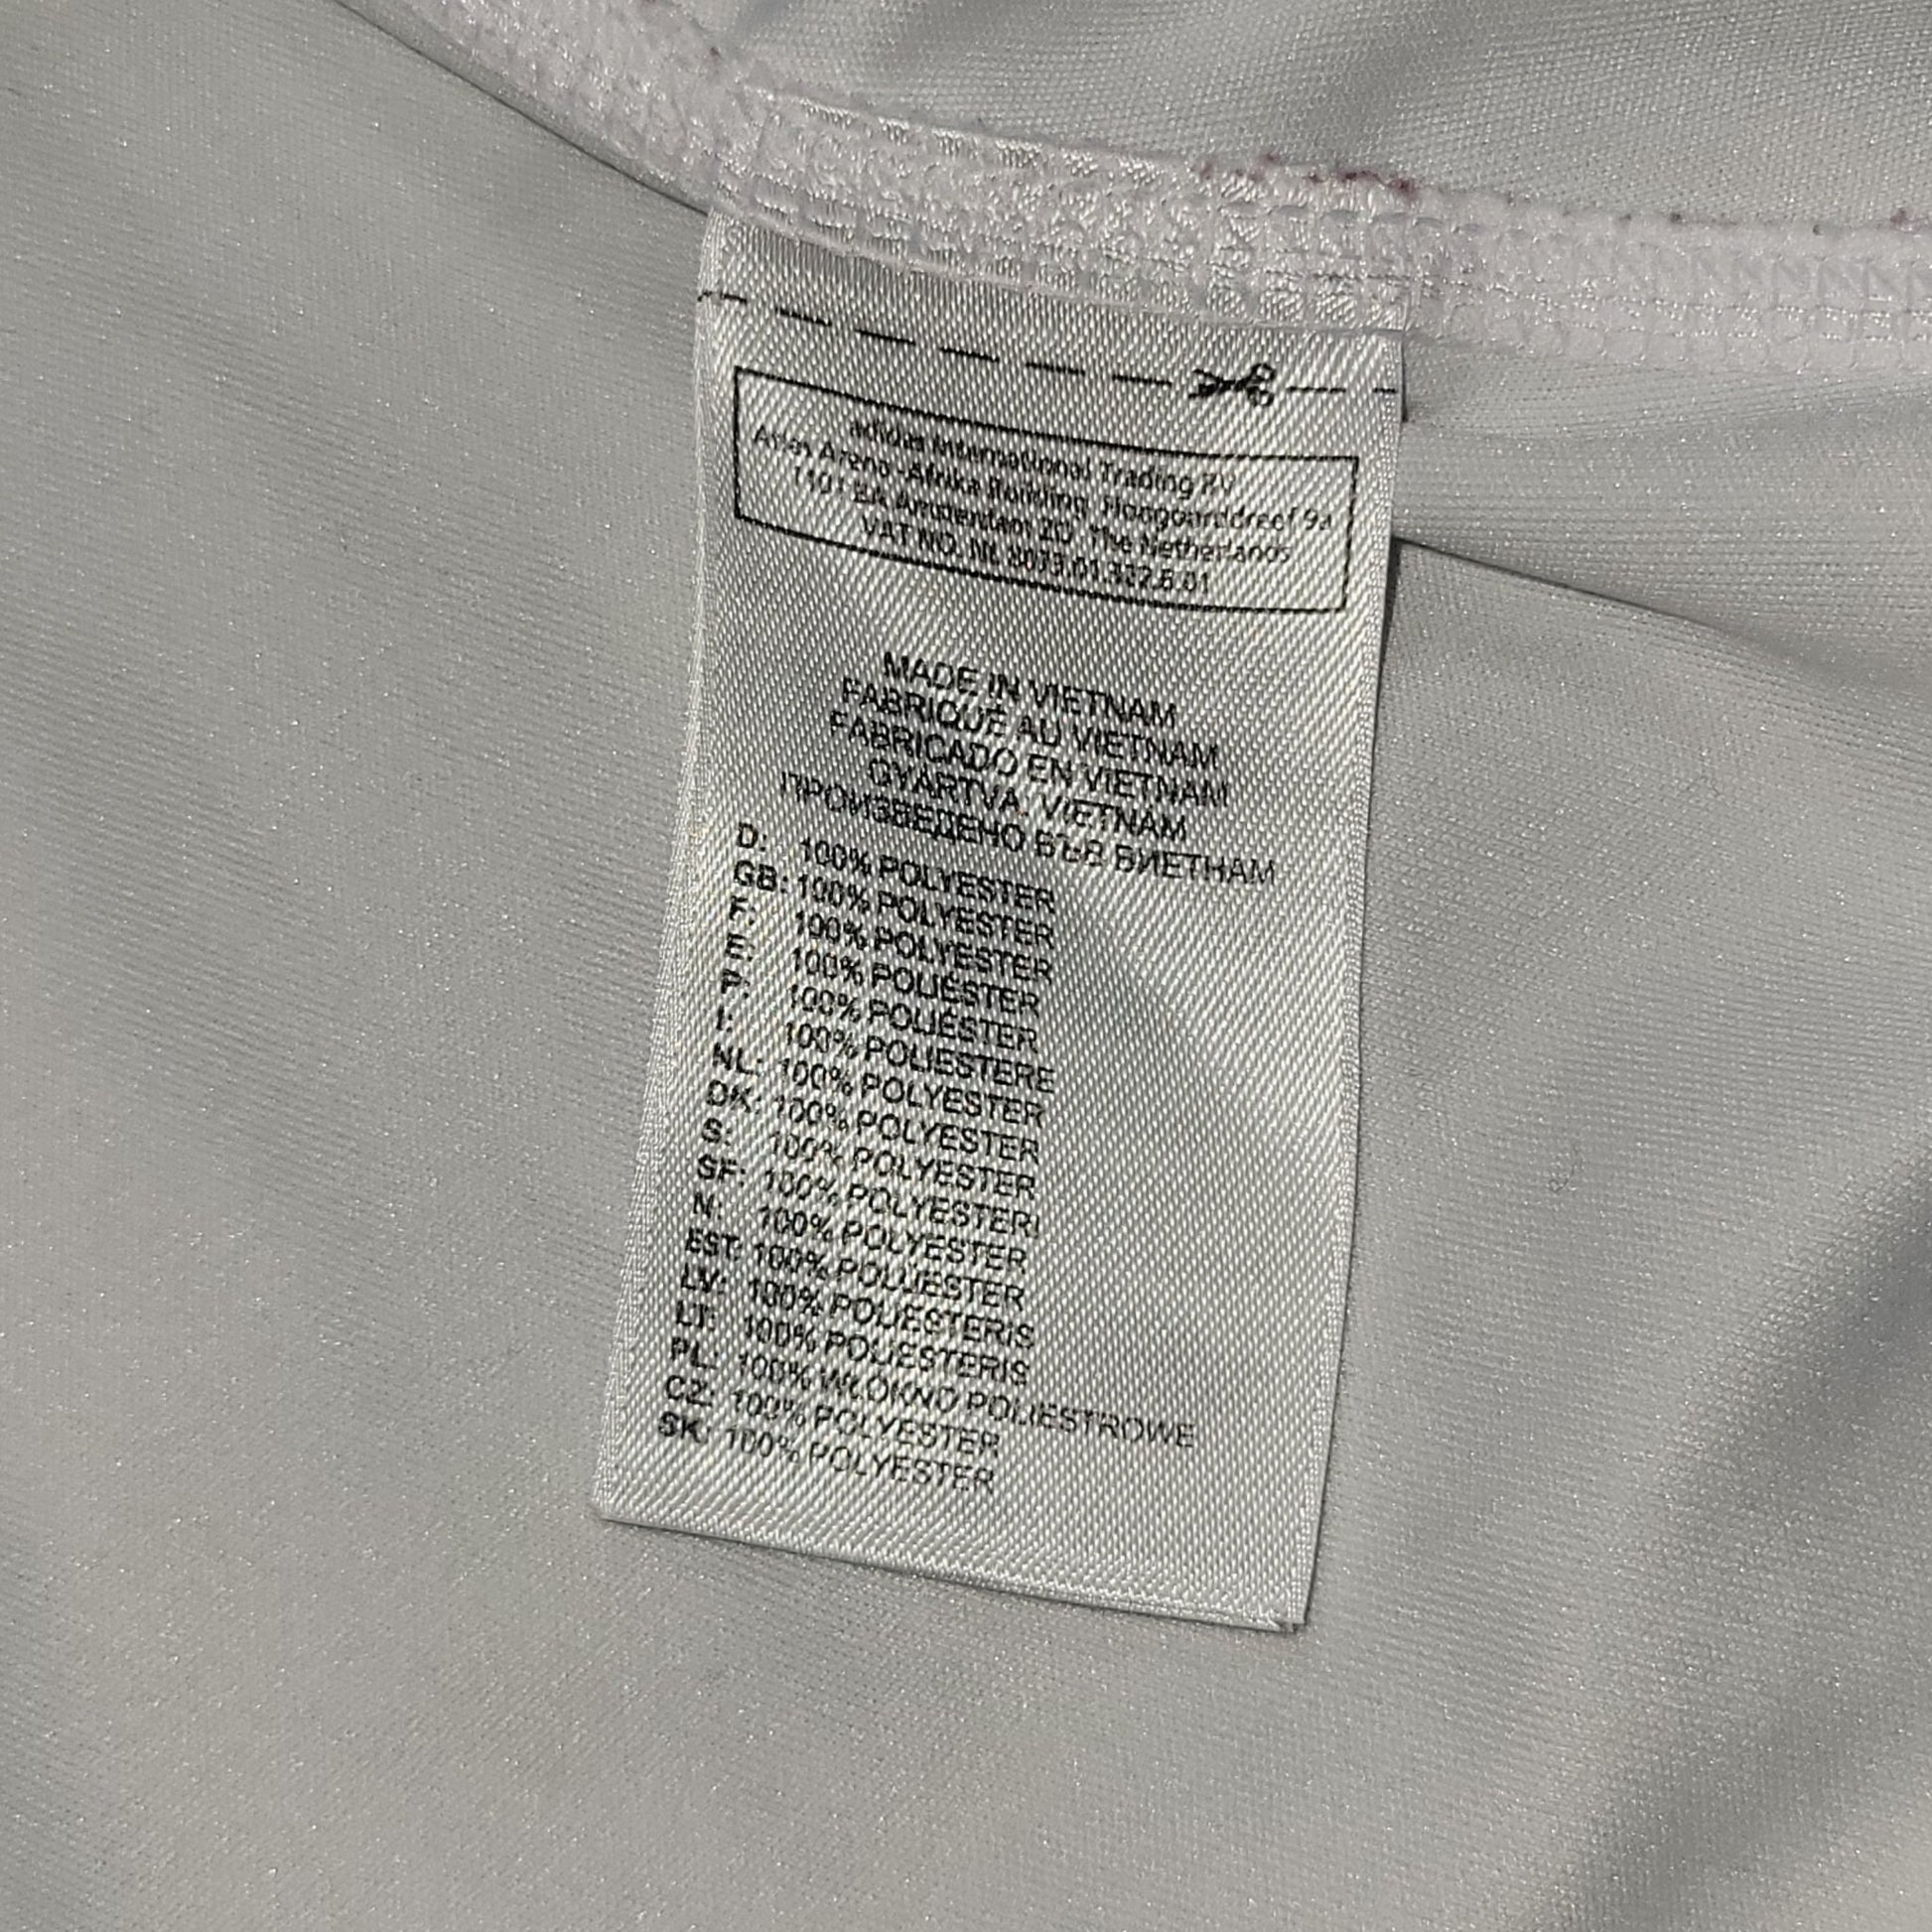 adidas International Trading BV
Atlas Arena-Afrika Building, Hoogoorddreef 9a
1101 BA Amsterdam ZO, The Netherlands
VAT NO. NL 8073.01.332.B.01
MADE IN VIETNAM
FABRIQUÉ AU VIETNAM
FABRICADO EN VIETNAM
GYÁRTVA: VIETNAM
ПРОИЗВЕДЕНО ВЪВ ВИЕТНАМ
D: 100% POLYESTER
GB: 100% POLYESTER
F: 100% POLYESTER
E: 100% POLIÉSTER
P: 100% POLIÉSTER
I: 100% POLIESTERE
NL: 100% POLYESTER
DK: 100% POLYESTER
S: 100% POLYESTER
SF: 100% POLYESTERI
N: 100% POLYESTER
EST: 100% POLÜESTER
LV: 100% POLIESTERIS
LT: 100% POLIESTERIS
PL: 100% WŁÓKNO POLIESTROWE
CZ: 100% POLYESTER
SK: 100% POLYESTER